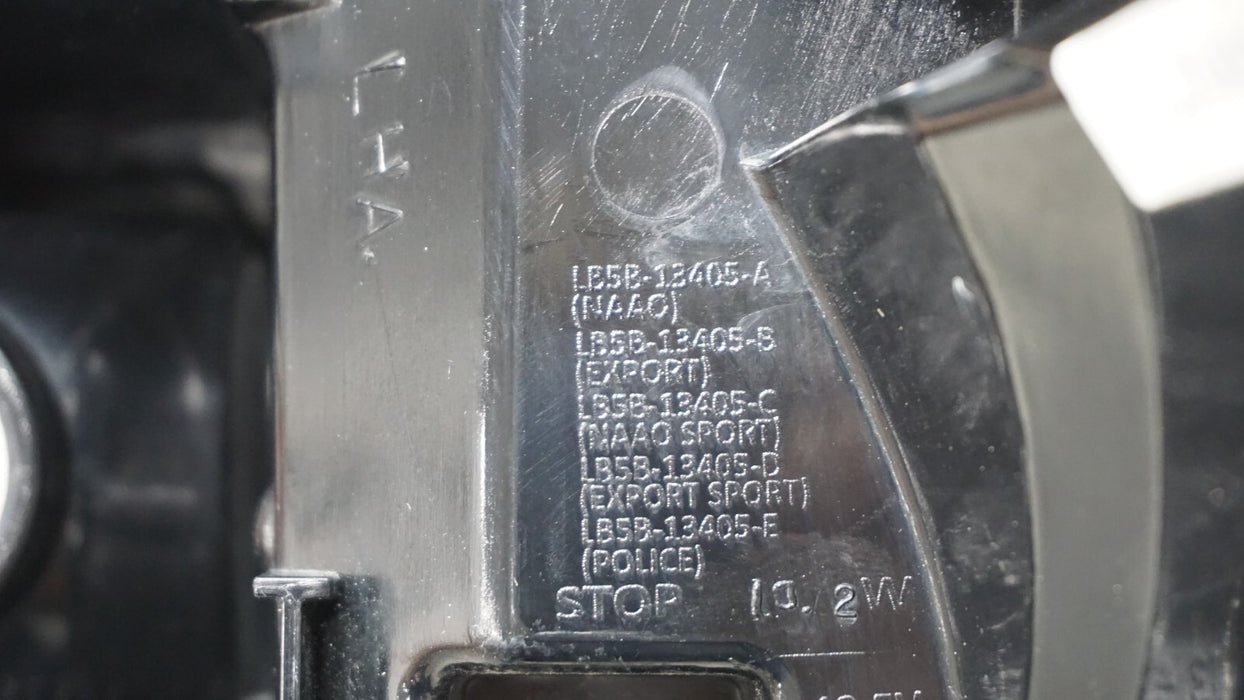 LHA.
LB5B-13405-A
(NAAO)
LB5B-13405-B
(EXPORT)
LB5B-13405-C
(NAAO SPORT)
LB5B-13405-D
(EXPORT SPORT)
LB5B-13405-E
(POLICE)
STOP